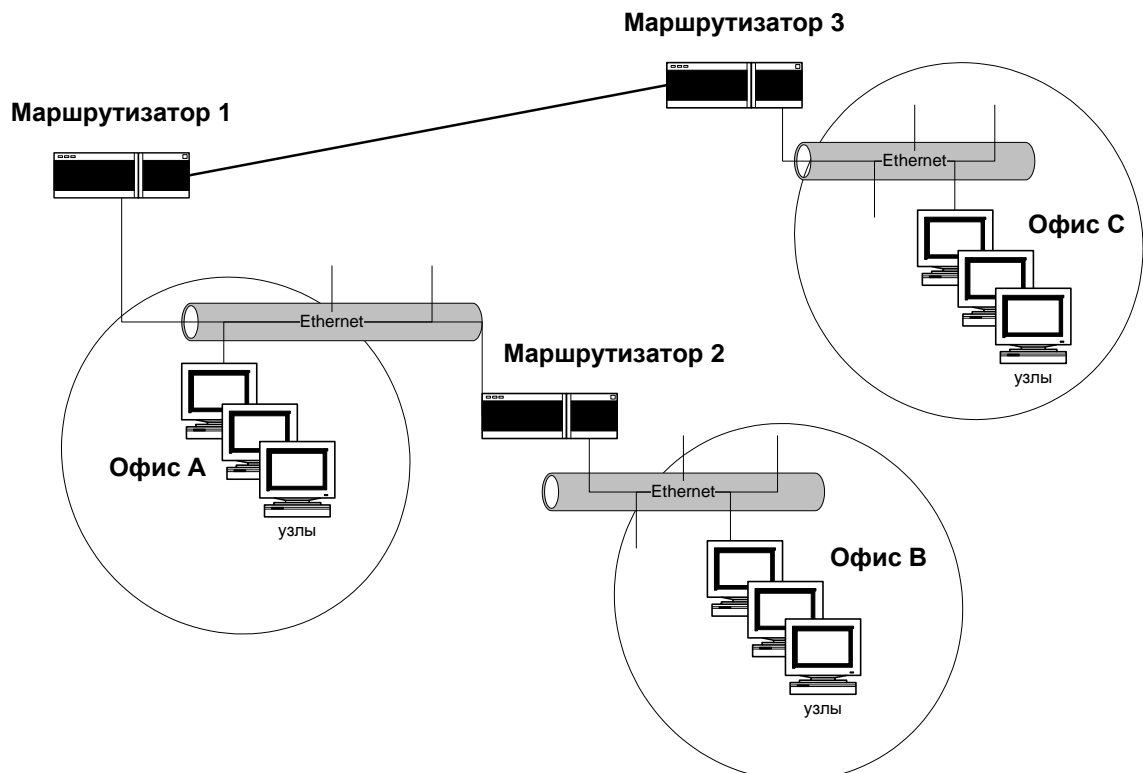 Маршрутизатор 3
Маршрутизатор 1
Ethernet
Офис C
узлы
Ethernet
Маршрутизатор 2
Офис A
узлы
Ethernet
Офис B
узлы